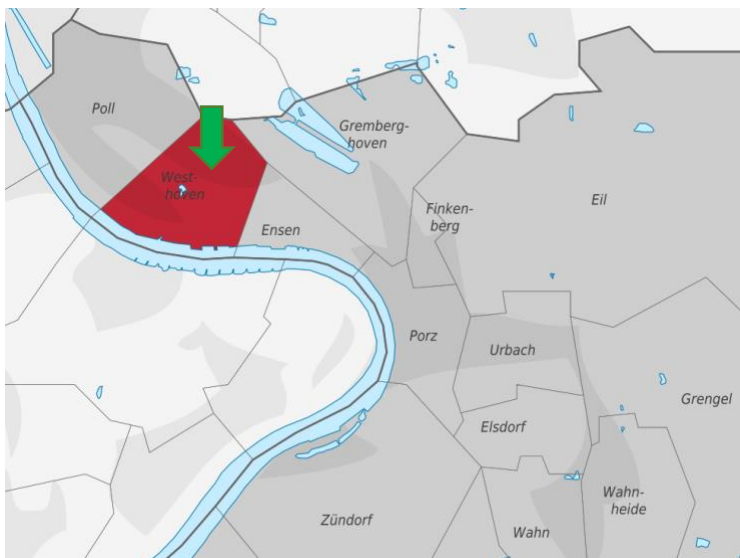 Poll
Gremberg-
hoven
West-
hoven
Finken-
berg
Eil
Ensen
Porz
Urbach
Grengel
Elsdorf
Wahn-
heide
Zündorf
Wahn